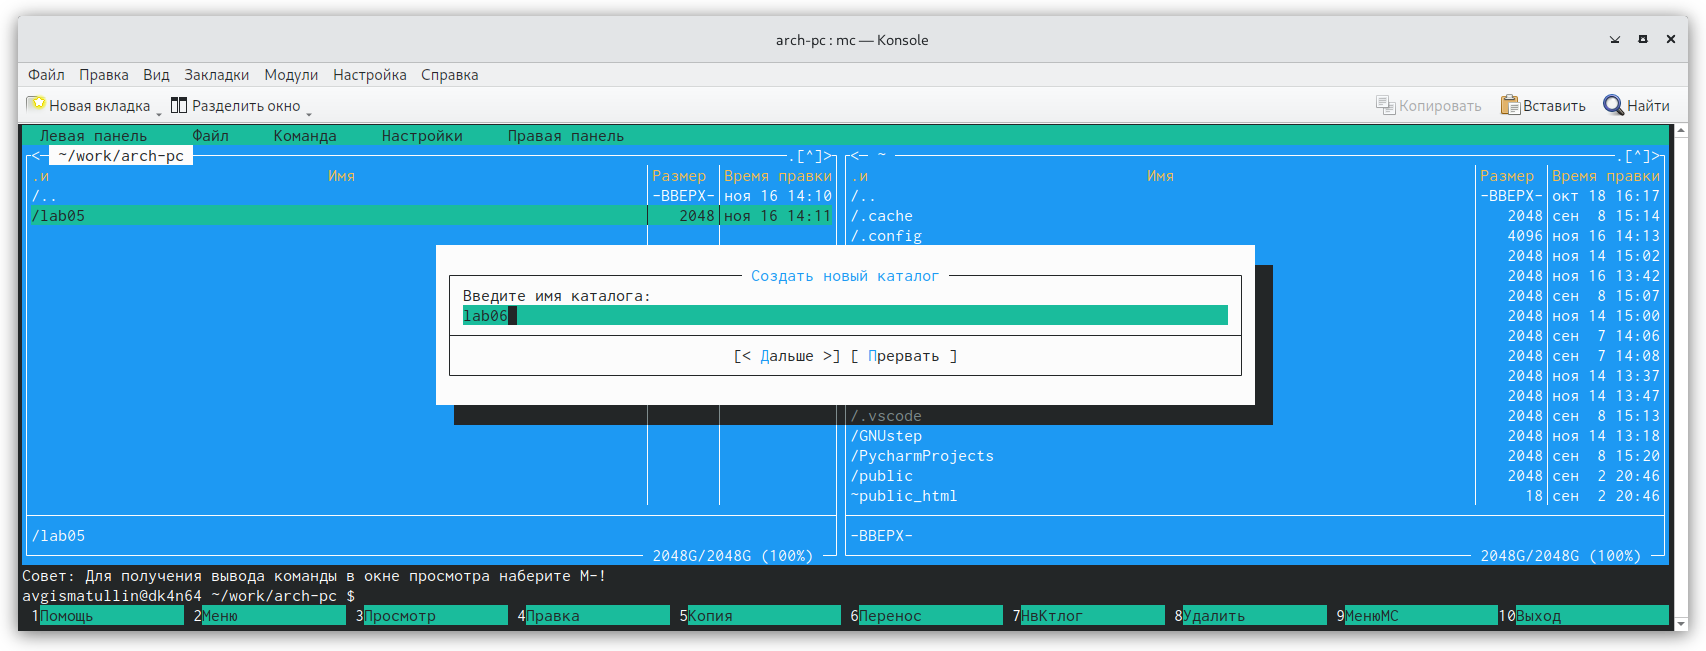 arch-pc : mc — Konsole
Файл Правка Вид Закладки Модули Настройка Справка
Новая вкладка Разделить окно Копировать Вставить Найти
Левая панель Файл Команда Настройки Правая панель
<─ ~/work/arch-pc .[^]> <─ ~ .[^]>
.и Имя Размер Время правки .и Имя Размер Время правки
/.. -ВВЕРХ- ноя 16 14:10 /.. -ВВЕРХ- окт 18 16:17
/lab05 2048 ноя 16 14:11 /.cache 2048 сен 8 15:14
/.config 4096 ноя 16 14:13
2048 ноя 14 15:02
Создать новый каталог 2048 ноя 16 13:42
Введите имя каталога: 2048 сен 8 15:07
lab06 2048 ноя 14 15:00
2048 сен 7 14:06
[< Дальше >] [ Прервать ] 2048 сен 7 14:08
2048 ноя 14 13:37
2048 ноя 14 13:47
/.vscode 2048 сен 8 15:13
/GNUstep 2048 ноя 14 13:18
/PycharmProjects 2048 сен 8 15:20
/public 2048 сен 2 20:46
~public_html 18 сен 2 20:46
/lab05 -ВВЕРХ-
2048G/2048G (100%) 2048G/2048G (100%)
Совет: Для получения вывода команды в окне просмотра наберите M-!
avgismatullin@dk4n64 ~/work/arch-pc $
1Помощь 2Меню 3Просмотр 4Правка 5Копия 6Перенос 7НвКтлог 8Удалить 9МенюМС 10Выход